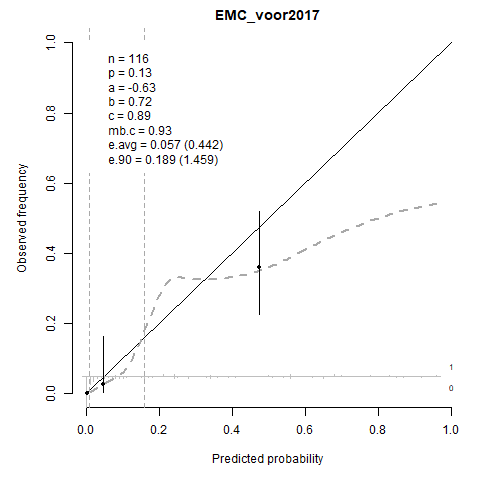 EMC_voor2017
n = 116
p = 0.13
a = -0.63
b = 0.72
c = 0.89
mb.c = 0.93
e.avg = 0.057 (0.442)
e.90 = 0.189 (1.459)
Observed frequency
1.0
0.8
0.6
0.4
0.2
0.0
1
0
0.0 0.2 0.4 0.6 0.8 1.0
Predicted probability